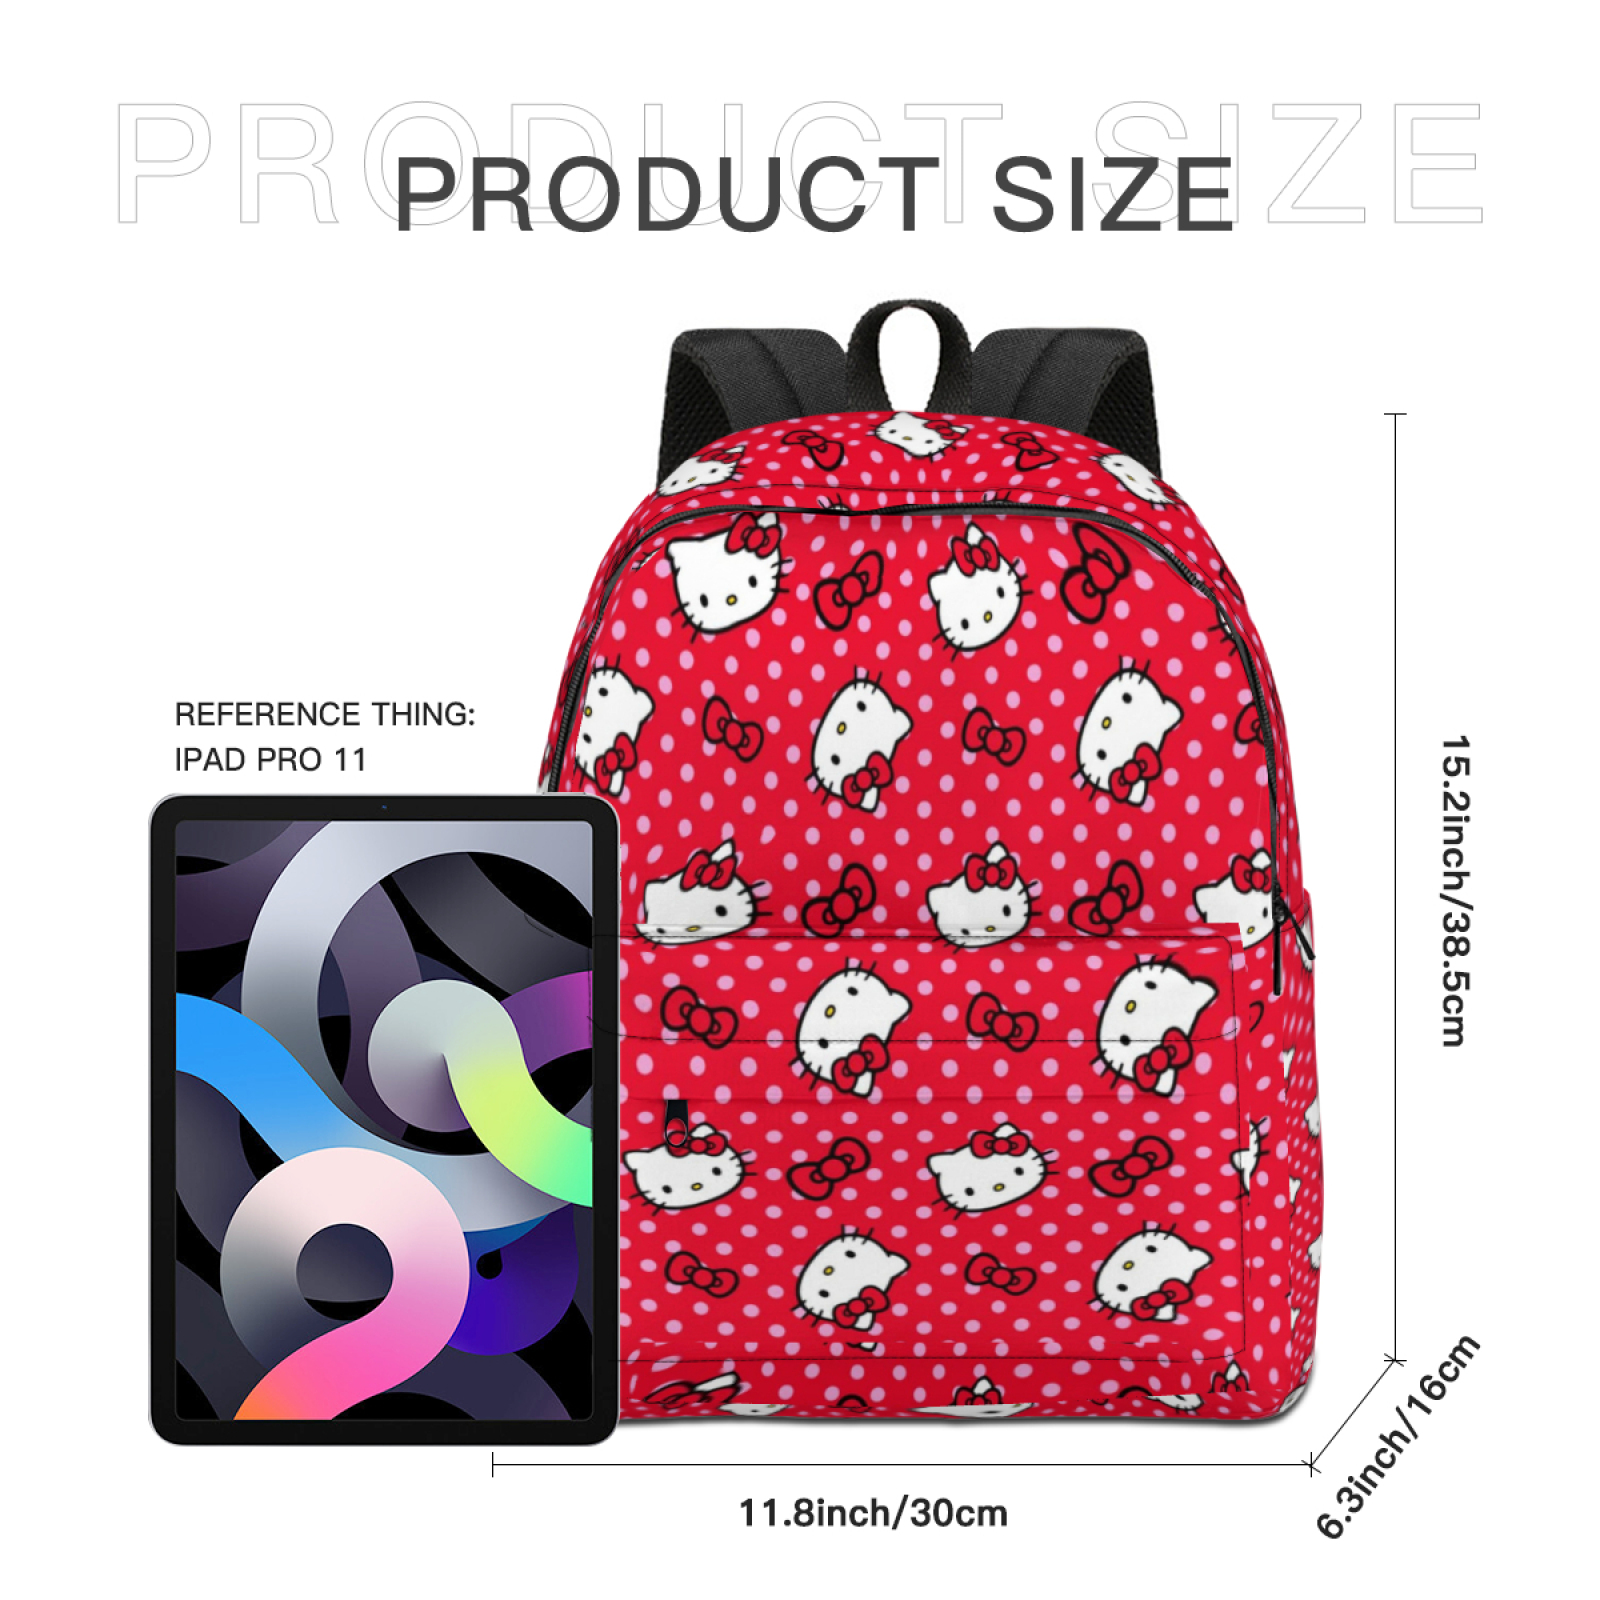 PRODUCT SIZE
PRODUCT SIZE
REFERENCE THING:
IPAD PRO 11
15.2inch/38.5cm
6.3inch/16cm
11.8inch/30cm